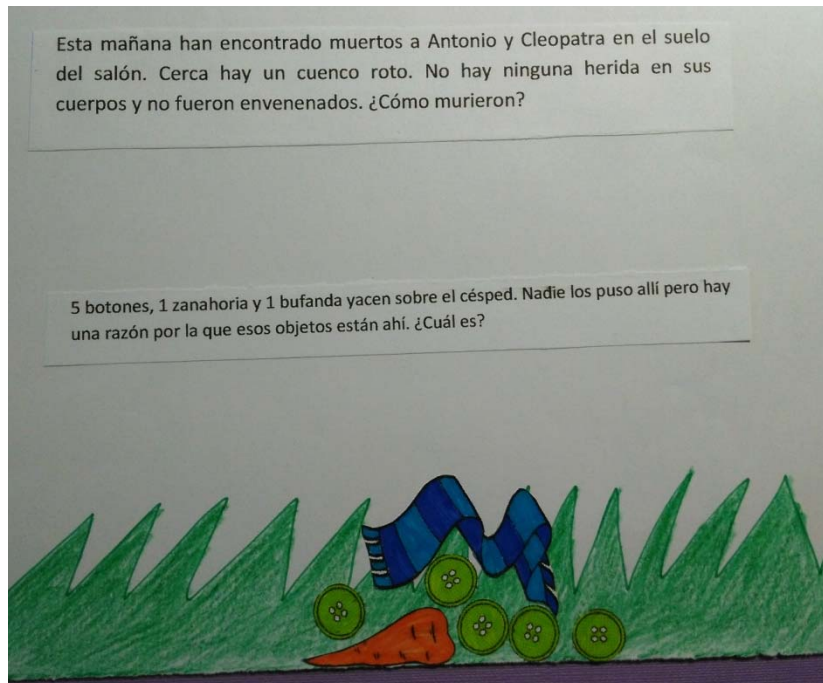 Esta mañana han encontrado muertos a Antonio y Cleopatra en el suelo
del salón. Cerca hay un cuenco roto. No hay ninguna herida en sus
cuerpos y no fueron envenenados. ¿Cómo murieron?
5 botones, 1 zanahoria y 1 bufanda yacen sobre el césped. Nadie los puso allí pero hay
una razón por la que esos objetos están ahí. ¿Cuál es?